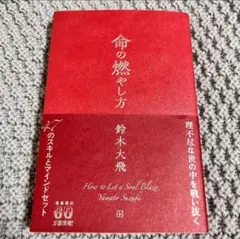 命の燃やし方
鈴木大飛
How to Let a Soul Blaze
Yamato Suzuki
理不尽な世の中を戦い抜く
47のスキルとマインドセット
60